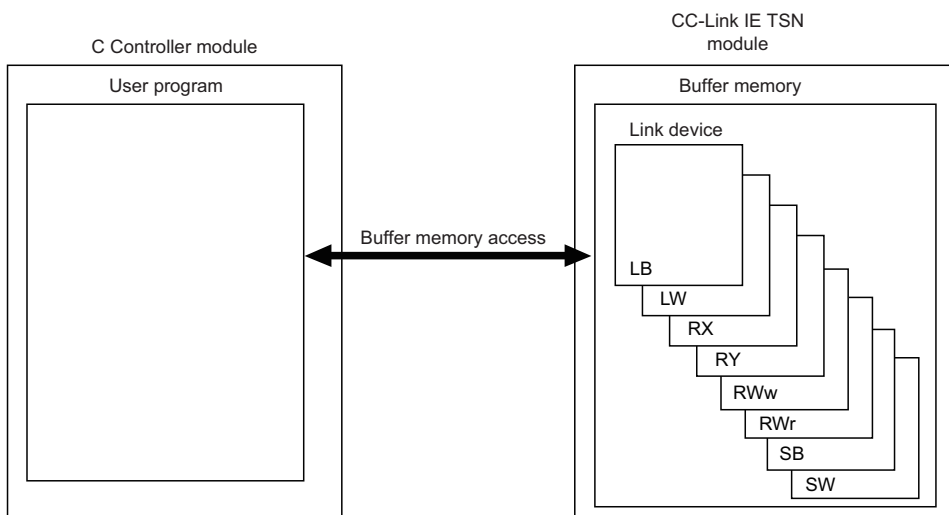 C Controller module
User program
CC-Link IE TSN
module
Buffer memory
Link device
Buffer memory access
LB
LW
RX
RY
RWw
RWr
SB
SW